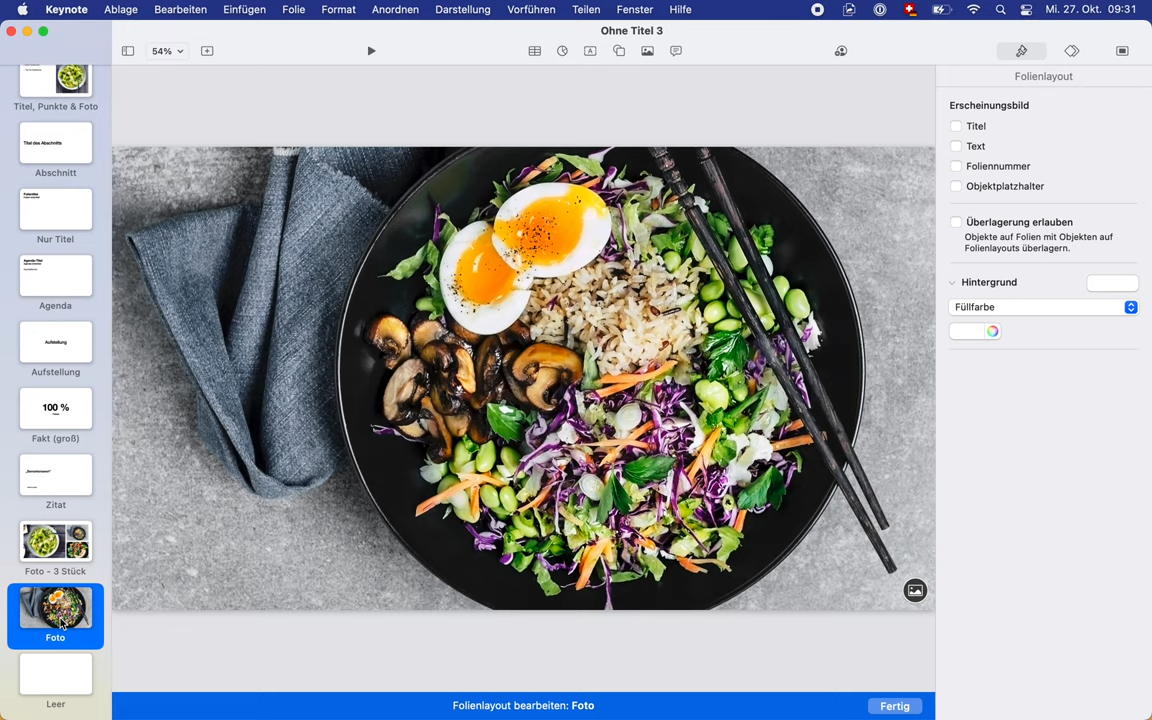 Keynote Ablage Bearbeiten Einfügen Folie Format Anordnen Darstellung Vorführen Teilen Fenster Hilfe Mi. 27. Okt. 09:31
Ohne Titel 3
54%
Titel, Punkte & Foto
Titel des Abschnitts
Abschnitt
Folientitel
Nur Titel
Agenda-Titel
Agenda
Aufstellung
Aufstellung
100 %
Fakt (groß)
Zitat
Foto - 3 Stück
Foto
Leer
Folienlayout
Erscheinungsbild
Titel
Text
Foliennummer
Objektplatzhalter
Überlagerung erlauben
Objekte auf Folien mit Objekten auf
Folienlayouts überlagern.
Hintergrund
Füllfarbe
Folienlayout bearbeiten: Foto
Fertig